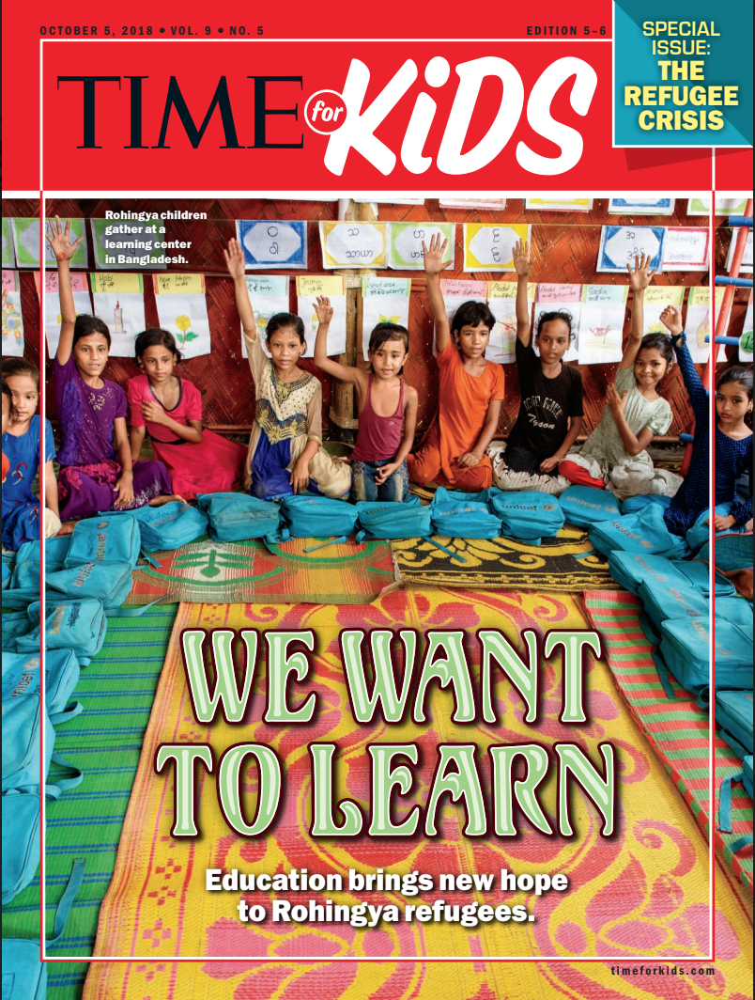 OCTOBER 5, 2018 • VOL. 9 • NO. 5
EDITION 5–6
SPECIAL
ISSUE:
THE
REFUGEE
CRISIS
TIME for KiDS
Rohingya children
gather at a
learning center
in Bangladesh.
Tyson
unicef
WE WANT
TO LEARN
Education brings new hope
to Rohingya refugees.
timeforkids.com